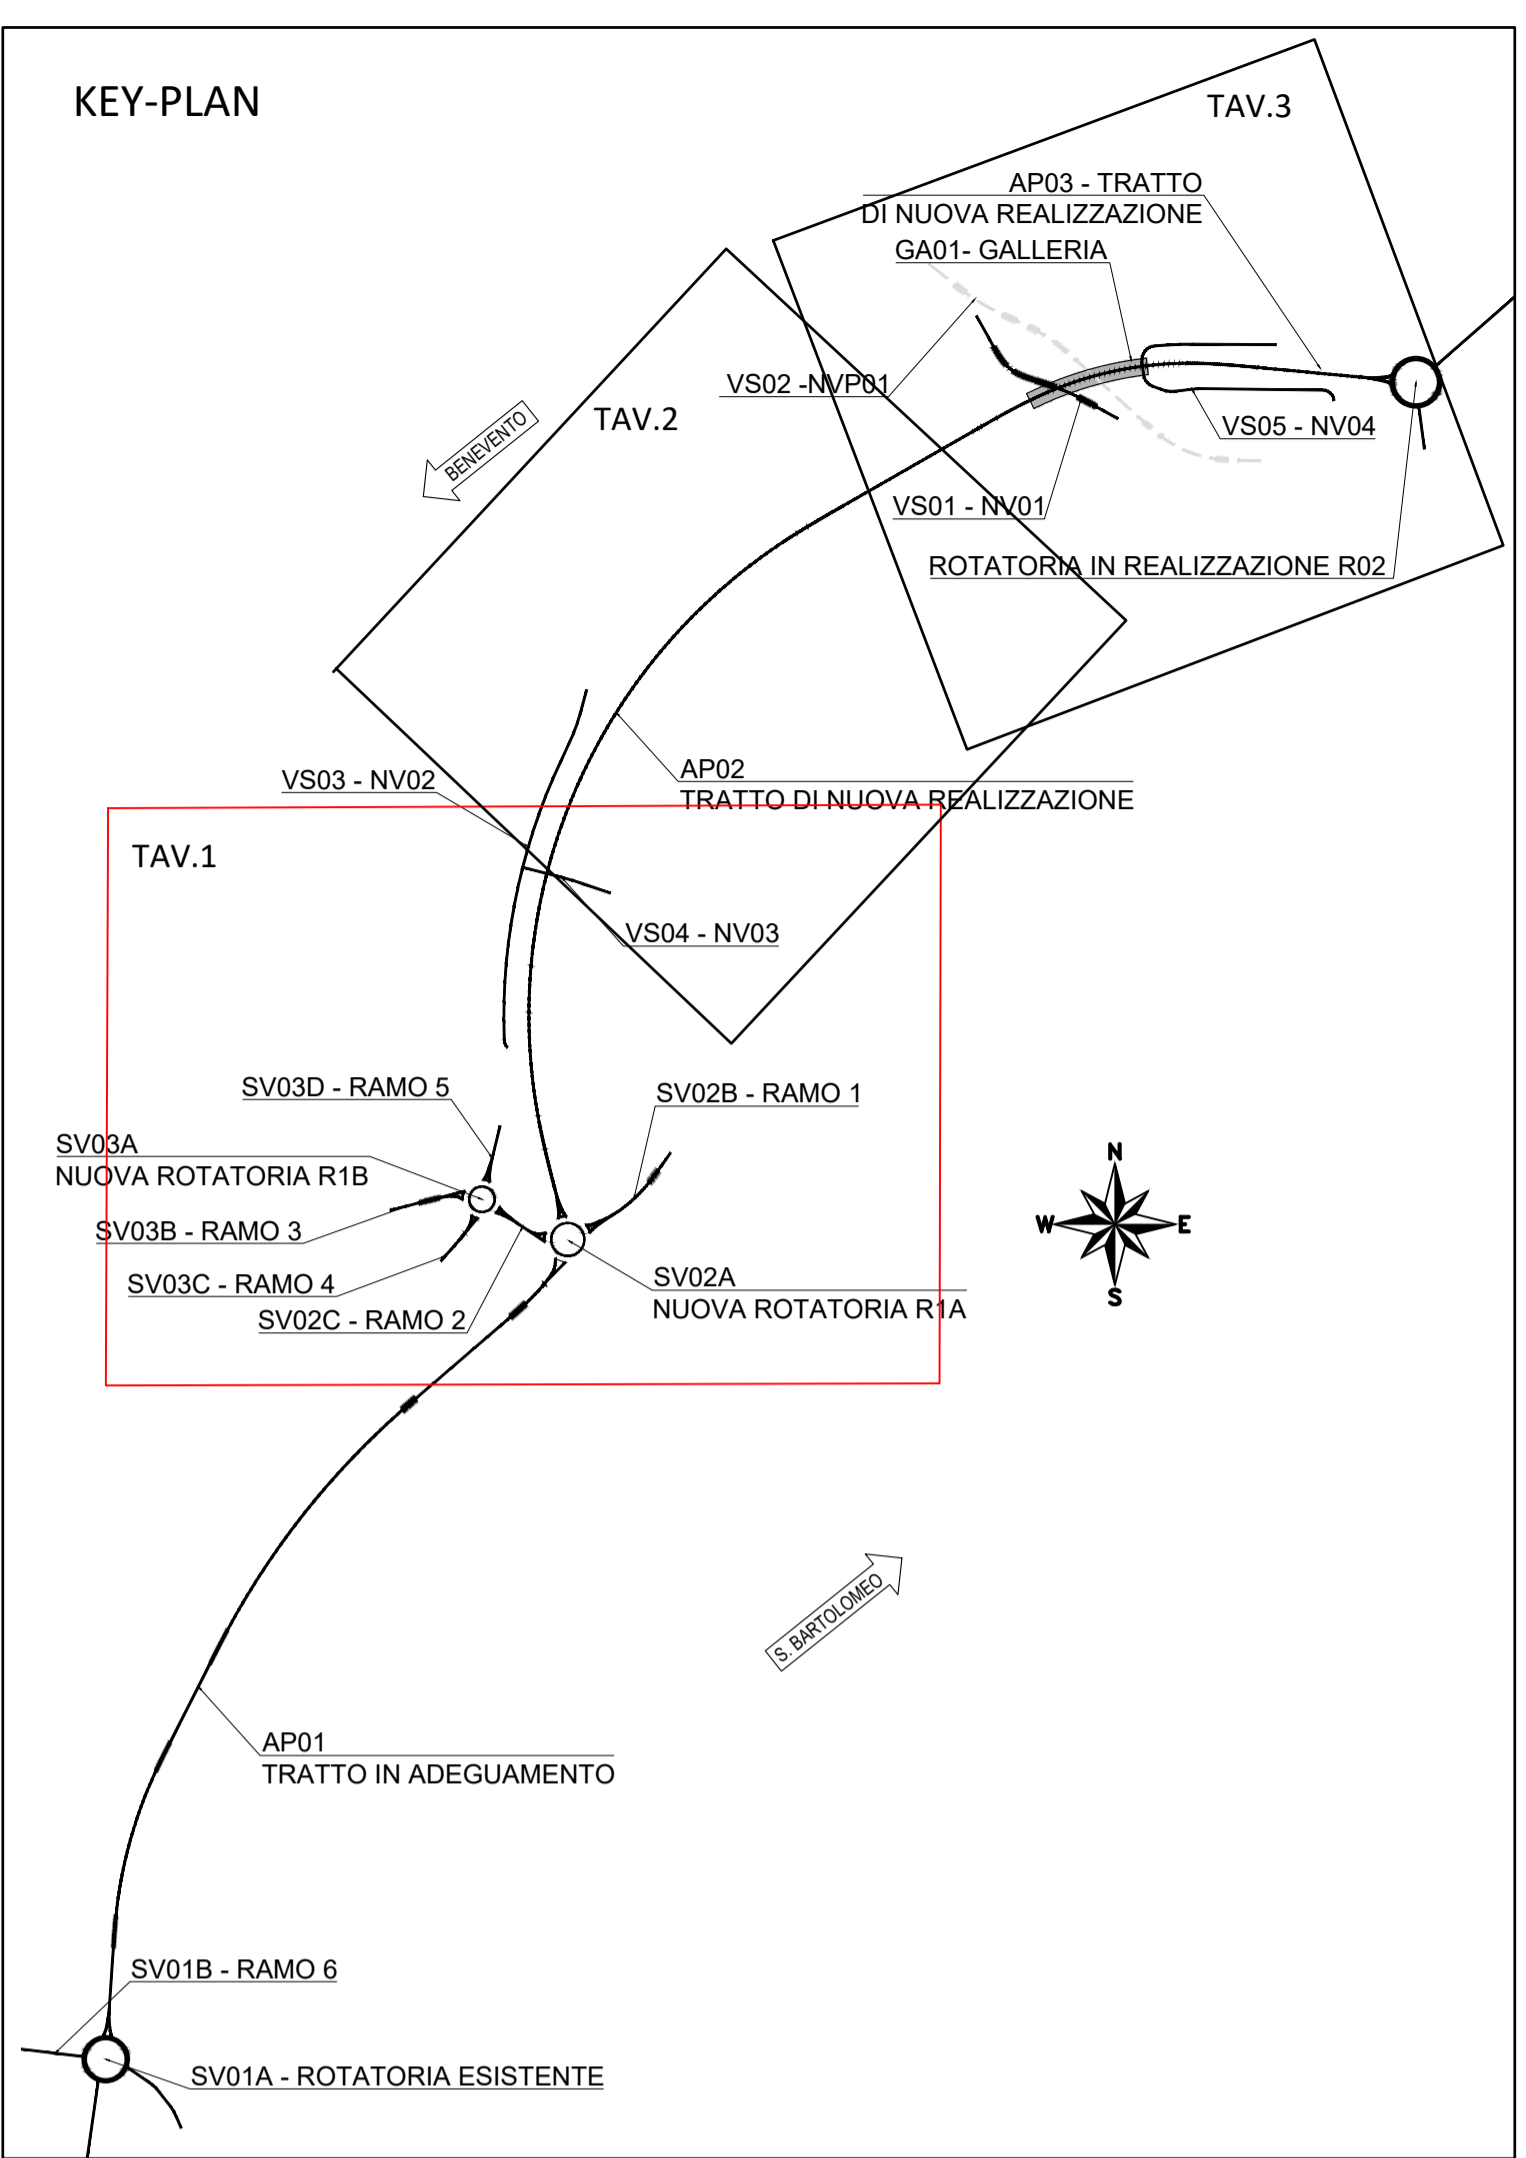 KEY-PLAN
TAV.3
AP03 - TRATTO
DI NUOVA REALIZZAZIONE
GA01- GALLERIA
VS02 -NVP01
TAV.2
BENEVENTO
VS05 - NV04
VS01 - NV01
ROTATORIA IN REALIZZAZIONE R02
AP02
TRATTO DI NUOVA REALIZZAZIONE
VS03 - NV02
TAV.1
VS04 - NV03
SV03D - RAMO 5
SV02B - RAMO 1
SV03A
NUOVA ROTATORIA R1B
SV03B - RAMO 3
SV03C - RAMO 4
SV02C - RAMO 2
SV02A
NUOVA ROTATORIA R1A
N
W
E
S
S. BARTOLOMEO
AP01
TRATTO IN ADEGUAMENTO
SV01B - RAMO 6
SV01A - ROTATORIA ESISTENTE